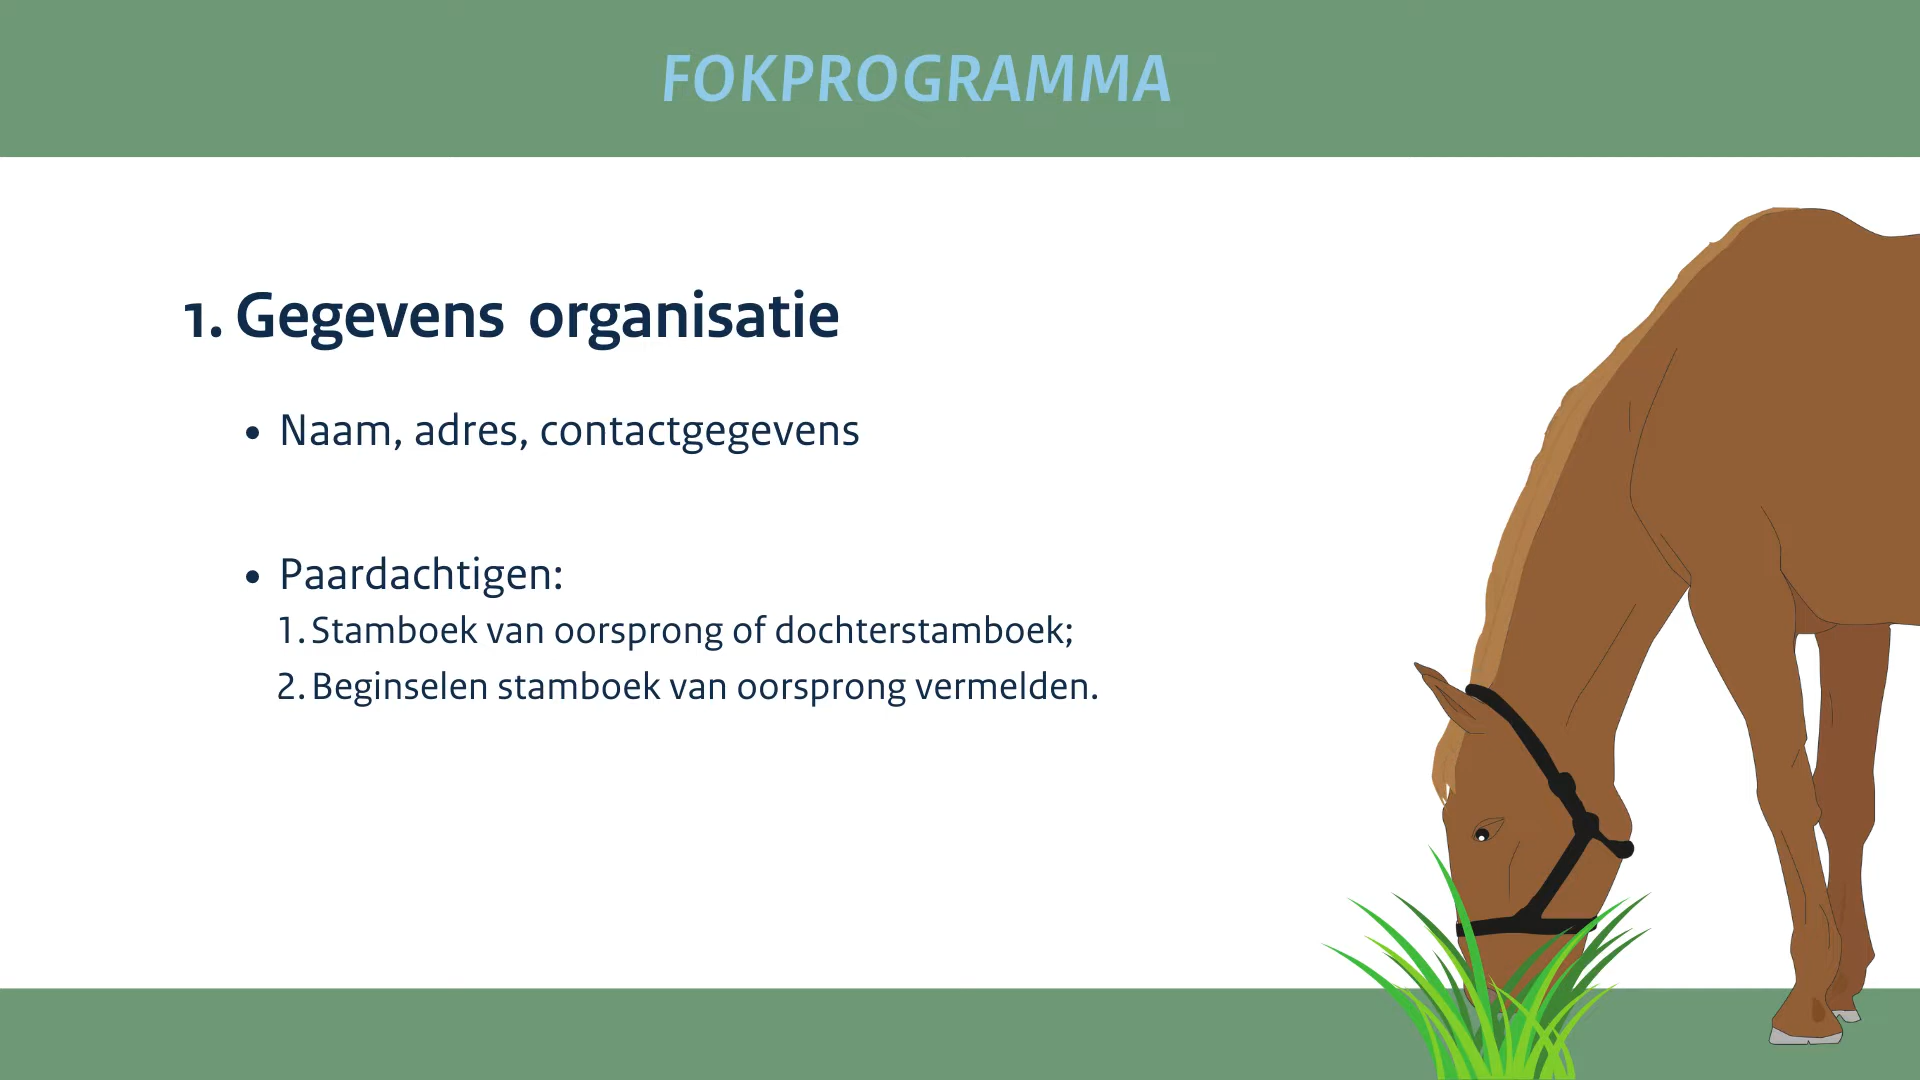 FOKPROGRAMMA
1. Gegevens organisatie
• Naam, adres, contactgegevens
• Paardachtigen:
1. Stamboek van oorsprong of dochterstamboek;
2. Beginselen stamboek van oorsprong vermelden.